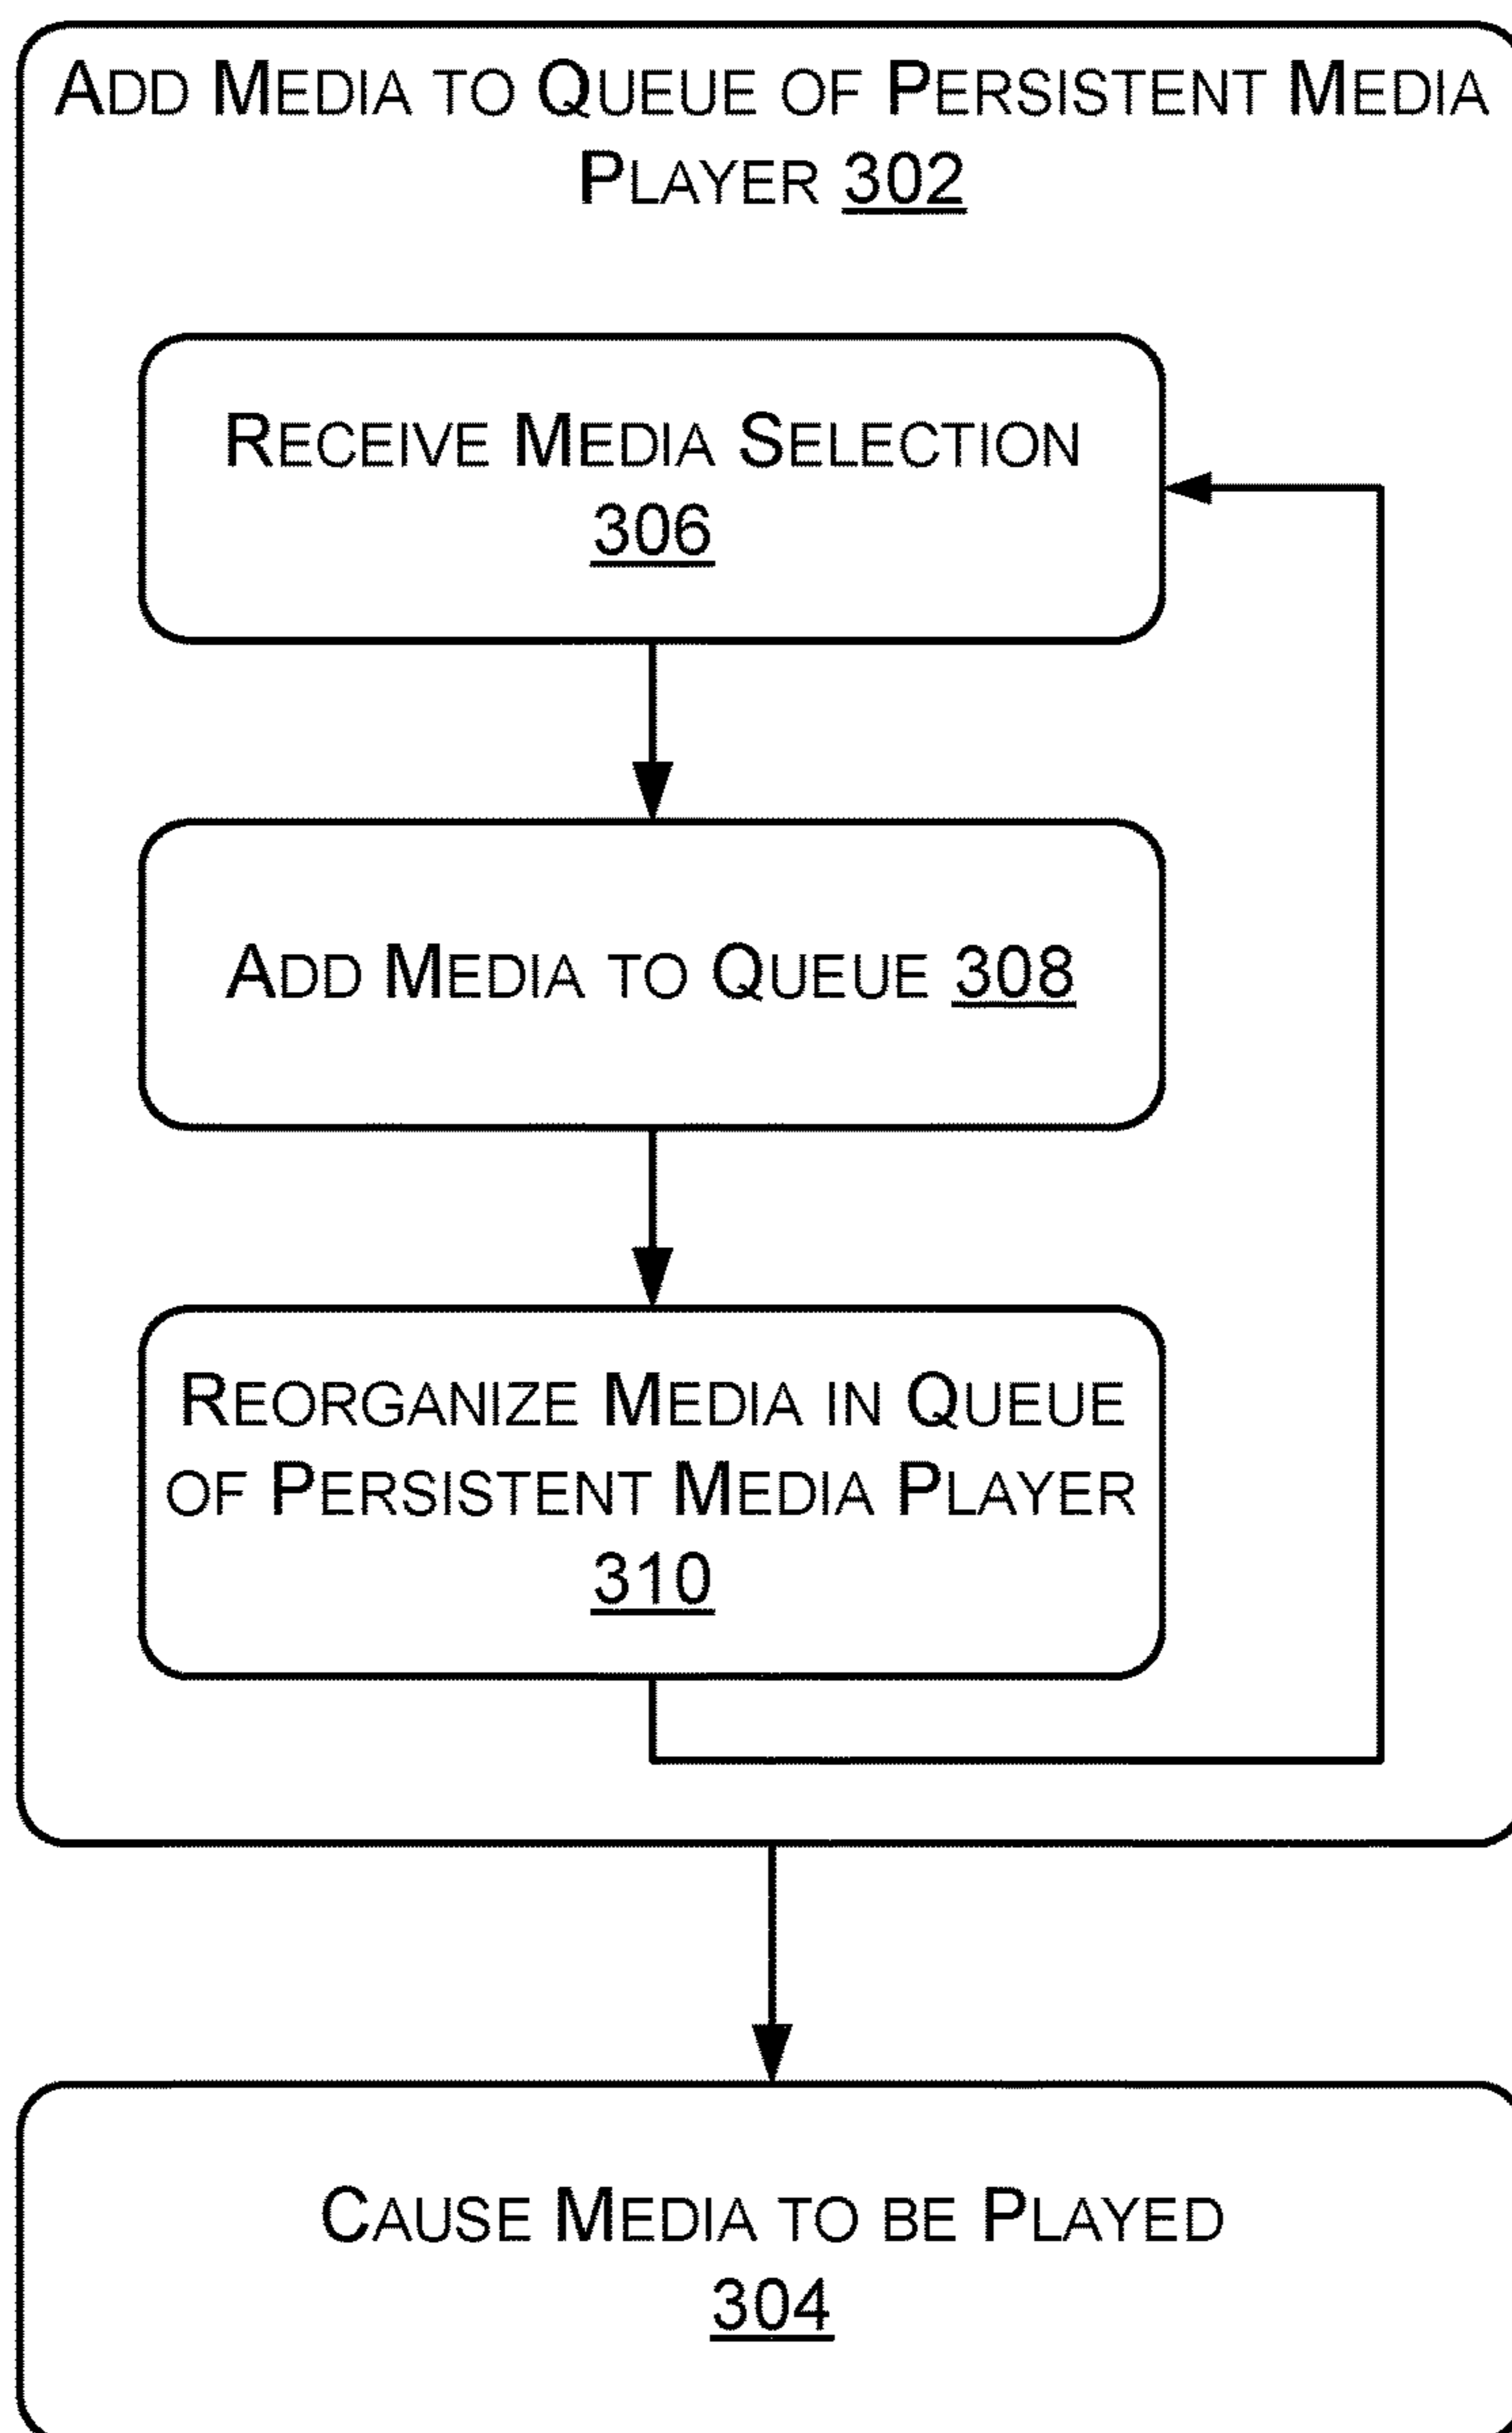 ADD MEDIA TO QUEUE OF PERSISTENT MEDIA
PLAYER 302
RECEIVE MEDIA SELECTION
306
ADD MEDIA TO QUEUE 308
REORGANIZE MEDIA IN QUEUE
OF PERSISTENT MEDIA PLAYER
310
CAUSE MEDIA TO BE PLAYED
304